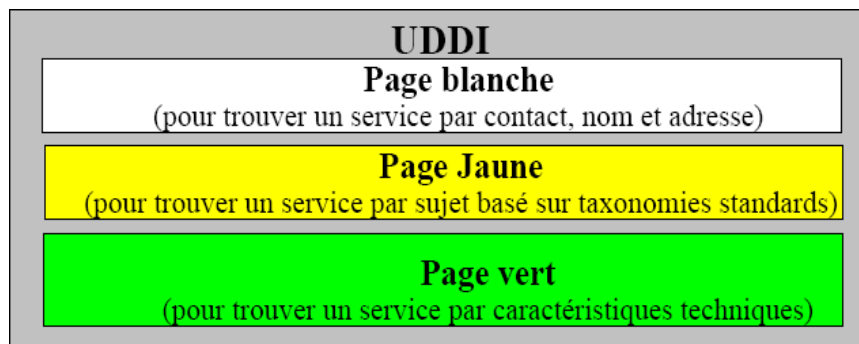 UDDI
Page blanche
(pour trouver un service par contact, nom et adresse)
Page Jaune
(pour trouver un service par sujet basé sur taxonomies standards)
Page vert
(pour trouver un service par caractéristiques techniques)